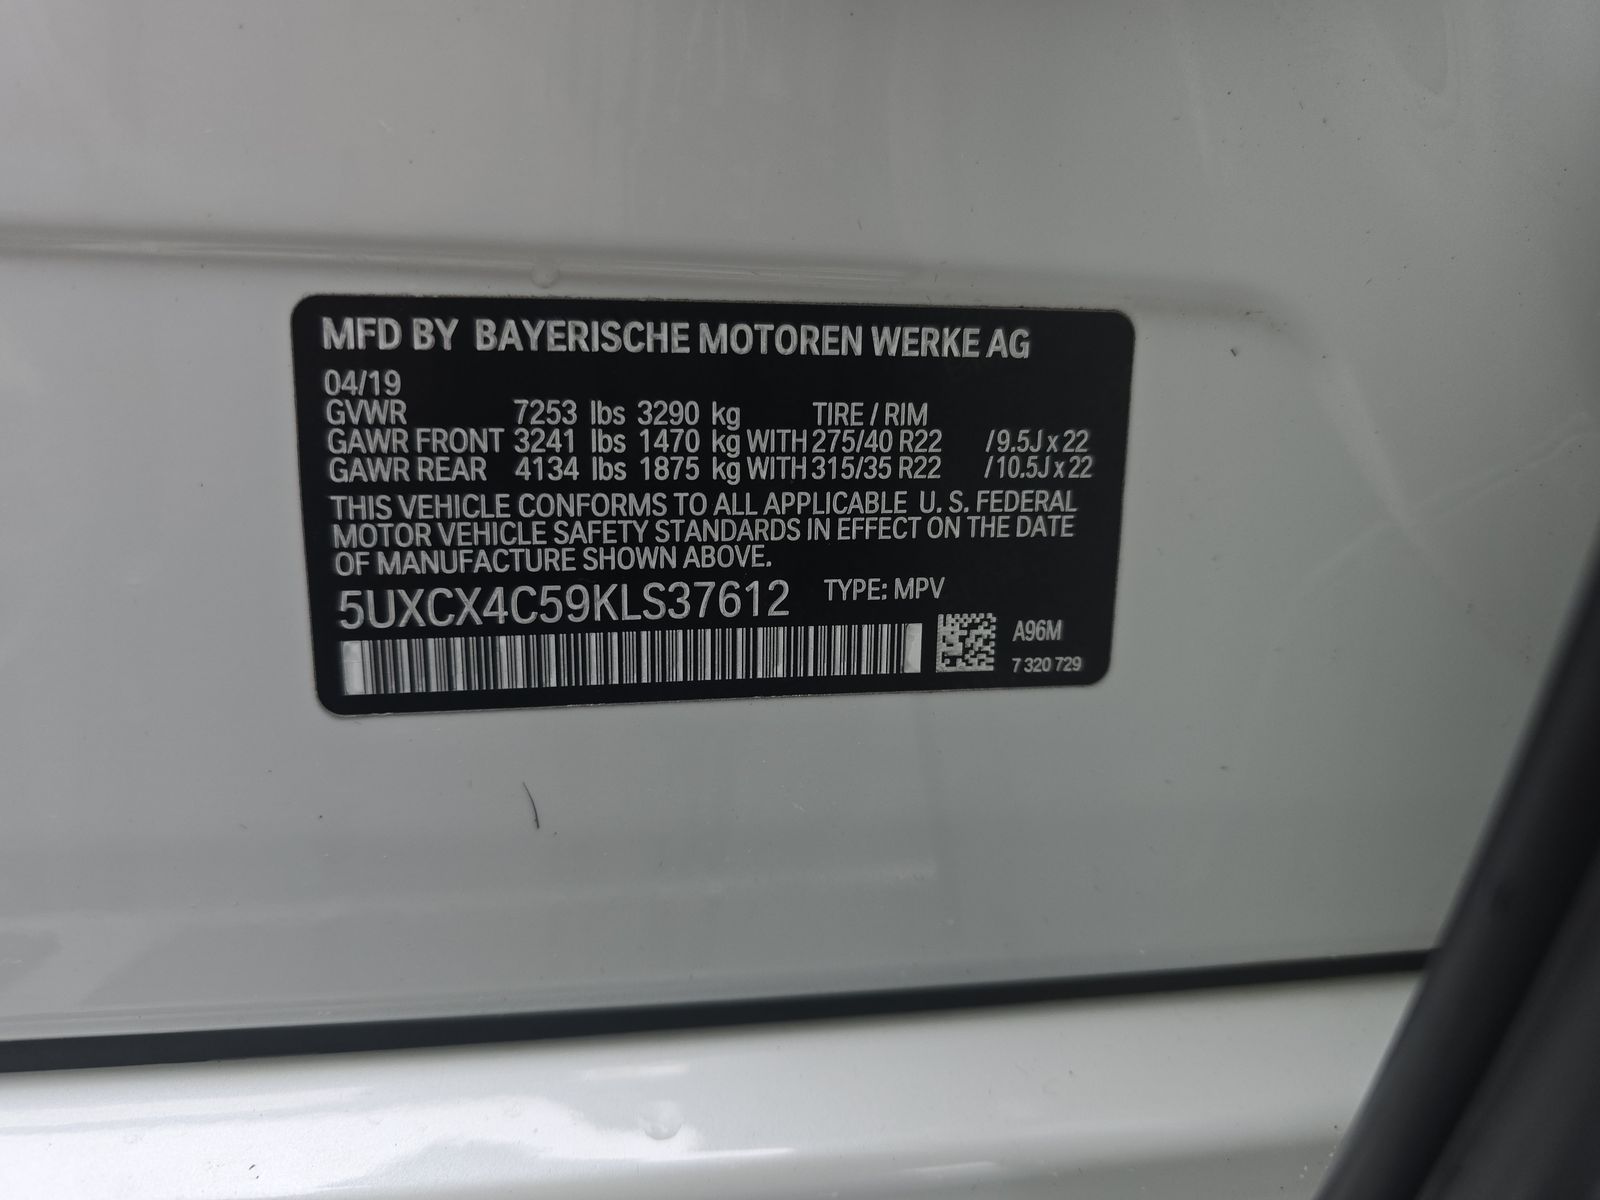 MFD BY BAYERISCHE MOTOREN WERKE AG
04/19
GVWR 7253 lbs 3290 kg TIRE / RIM
GAWR FRONT 3241 lbs 1470 kg WITH 275/40 R22 /9.5J x 22
GAWR REAR 4134 lbs 1875 kg WITH 315/35 R22 /10.5J x 22
THIS VEHICLE CONFORMS TO ALL APPLICABLE U. S. FEDERAL
MOTOR VEHICLE SAFETY STANDARDS IN EFFECT ON THE DATE
OF MANUFACTURE SHOWN ABOVE.
5UXCX4C59KLS37612 TYPE: MPV
A96M
7 320 729